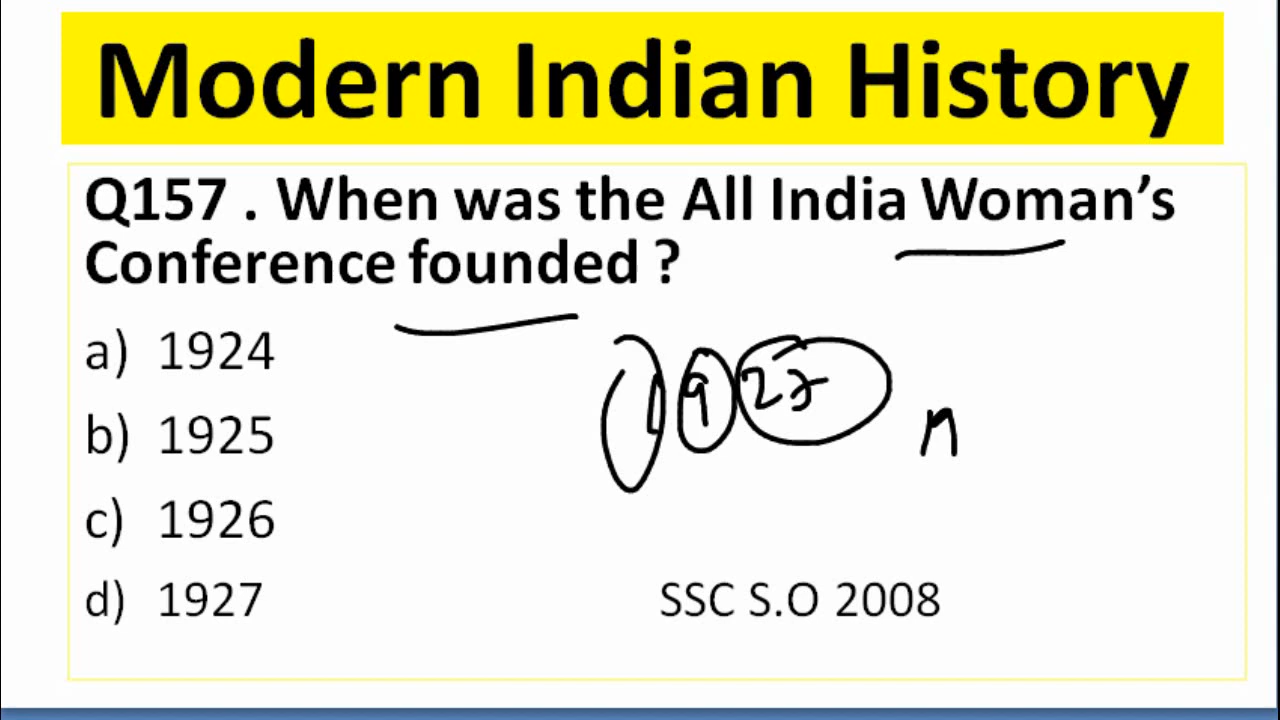 Modern Indian History
Q157 . When was the All India Woman’s
Conference founded ?
a) 1924
1927
b) 1925
c) 1926
d) 1927
SSC S.O 2008